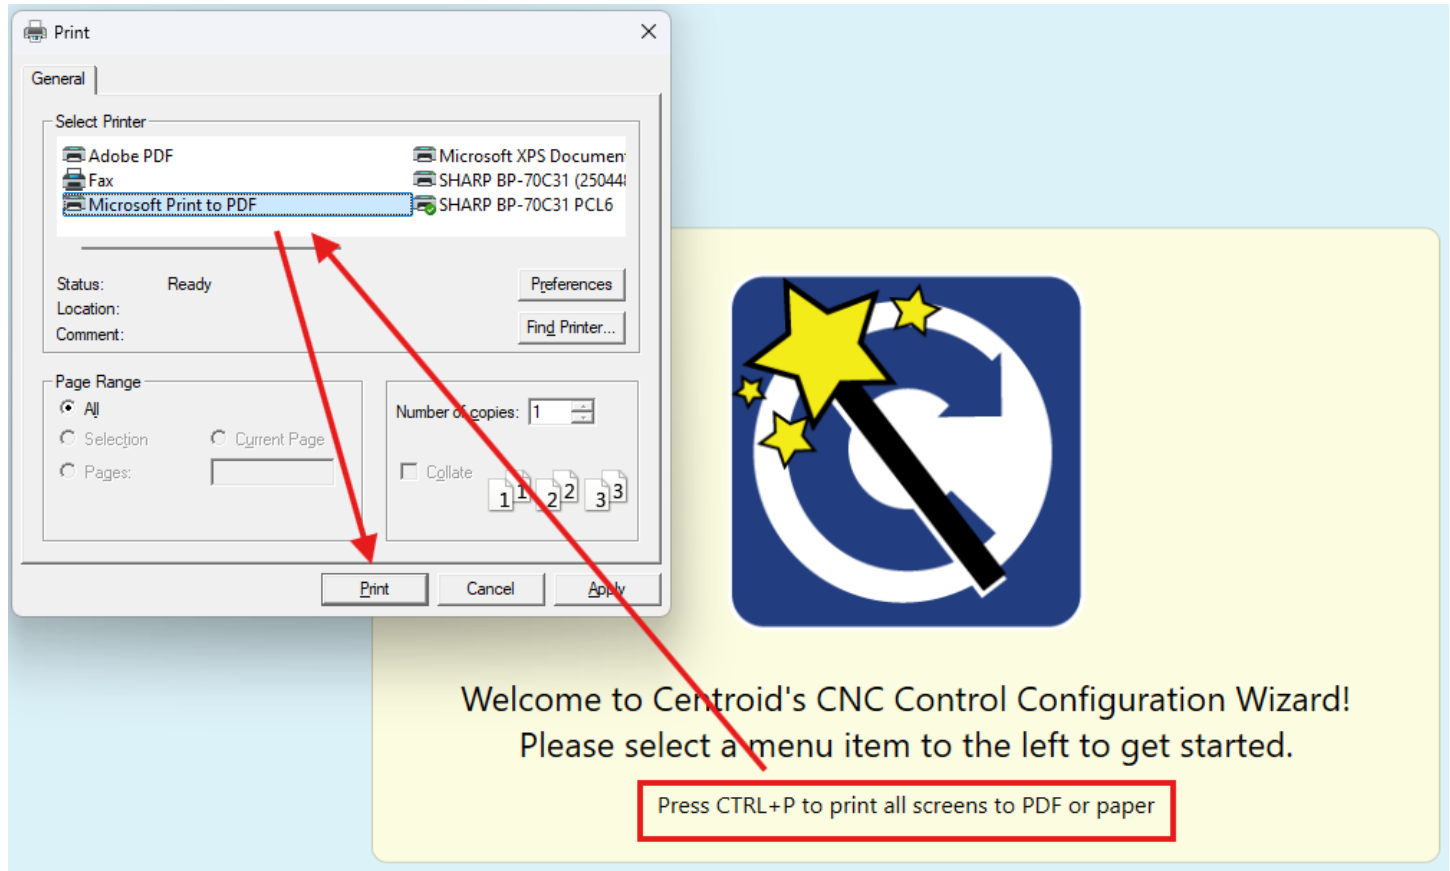 Print
General
Select Printer
Adobe PDF
Fax
Microsoft Print to PDF
Microsoft XPS Documen
SHARP BP-70C31 (25044
SHARP BP-70C31 PCL6
Status: Ready
Location:
Comment:
Preferences
Find Printer...
Page Range
All
Selection
Current Page
Pages:
Number of copies: 1
Collate
1 1 2 2 3 3
Print
Cancel
Apply
Welcome to Centroid's CNC Control Configuration Wizard!
Please select a menu item to the left to get started.
Press CTRL+P to print all screens to PDF or paper